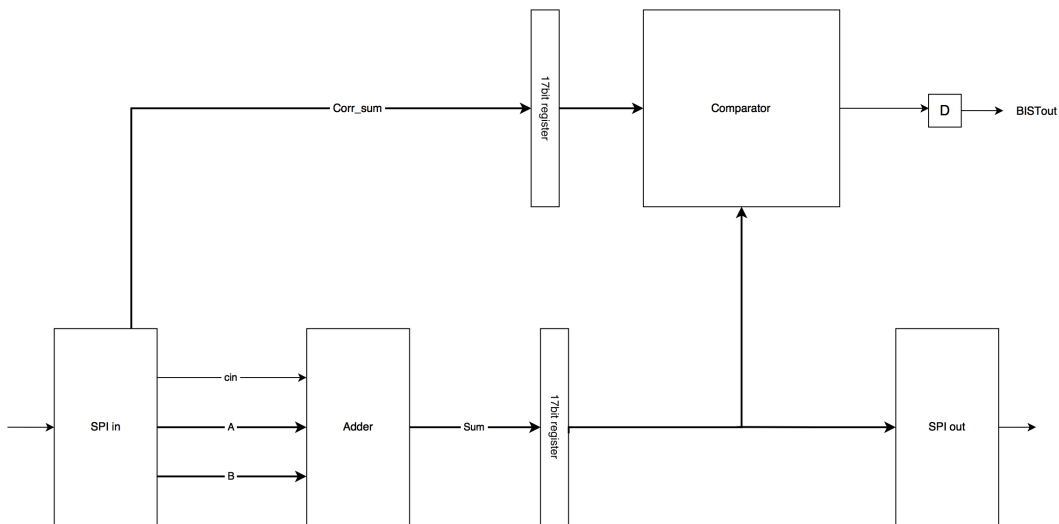 Corr_sum
17bit register
Comparator
D
BISTout
SPI in
cin
A
B
Adder
Sum
17bit register
SPI out